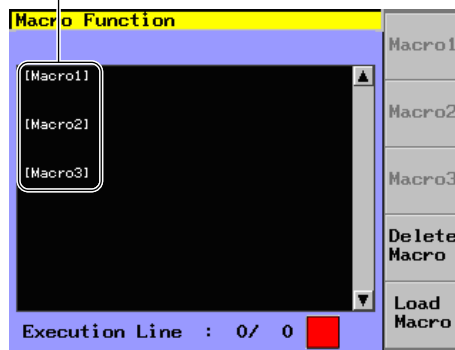 Macro Function
[Macro1]
[Macro2]
[Macro3]
Execution Line : 0/ 0
Macro1
Macro2
Macro3
Delete
Macro
Load
Macro